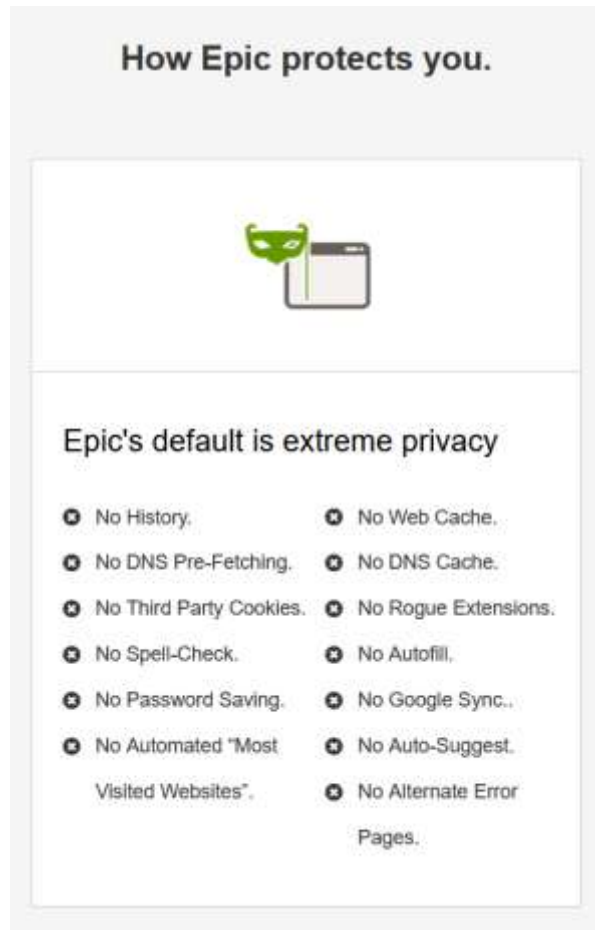 How Epic protects you.
Epic's default is extreme privacy
No History.
No DNS Pre-Fetching.
No Third Party Cookies.
No Spell-Check.
No Password Saving.
No Automated "Most
Visited Websites".
No Web Cache.
No DNS Cache.
No Rogue Extensions.
No Autofill.
No Google Sync..
No Auto-Suggest.
No Alternate Error
Pages.